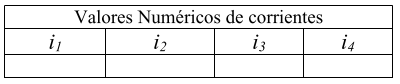 Valores Numéricos de corrientes
i1 i2 i3 i4